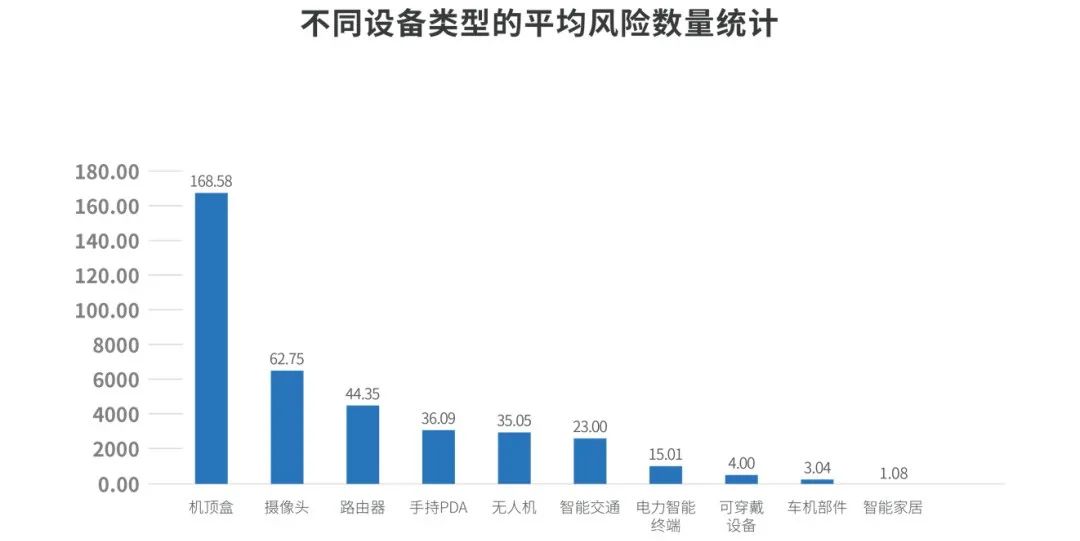 不同设备类型的平均风险数量统计
180.00
160.00
140.00
120.00
100.00
8000
6000
4000
2000
0.00
168.58
62.75
44.35
36.09
35.05
23.00
15.01
4.00
3.04
1.08
机顶盒
摄像头
路由器
手持PDA
无人机
智能交通
电力智能
终端
可穿戴
设备
车机部件
智能家居